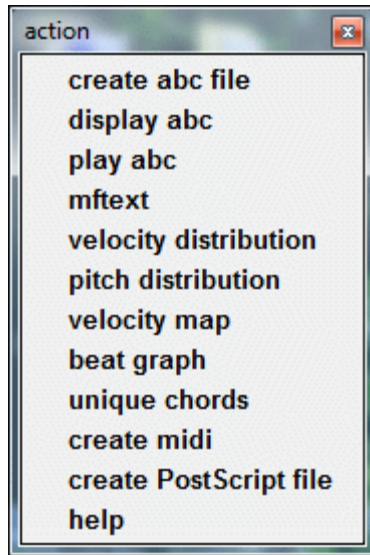 action
create abc file
display abc
play abc
mftext
velocity distribution
pitch distribution
velocity map
beat graph
unique chords
create midi
create PostScript file
help